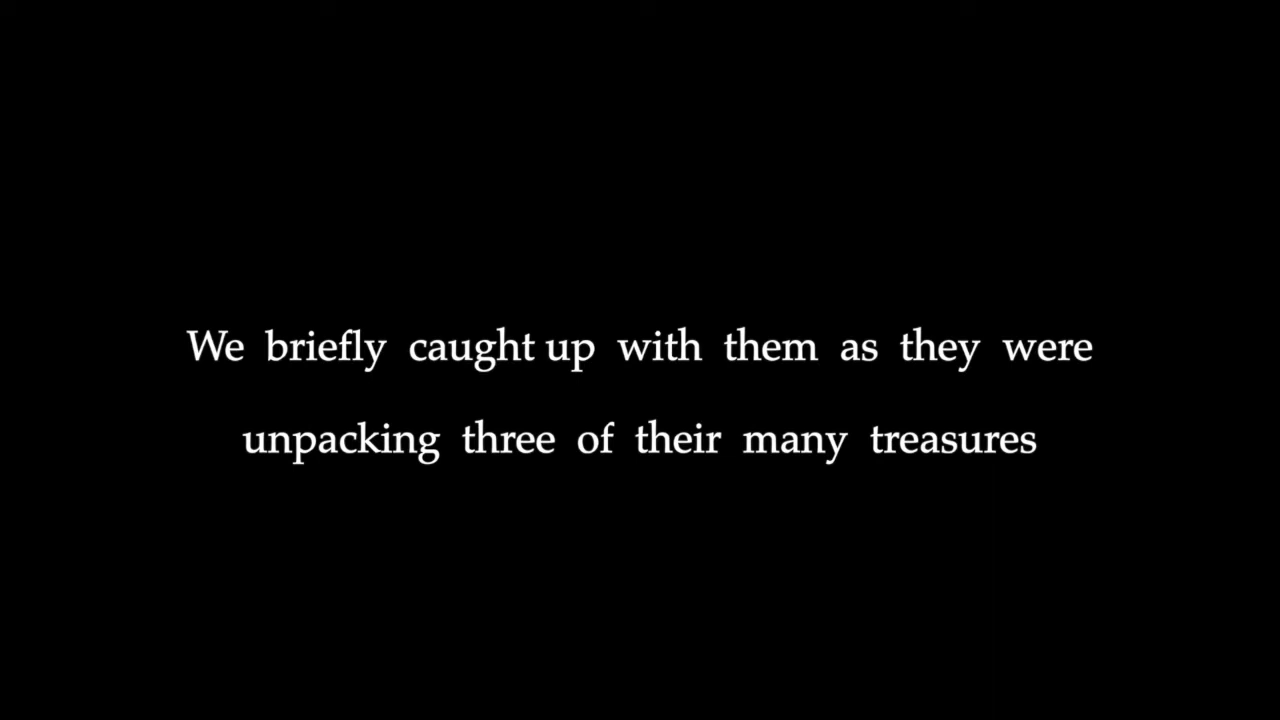 We briefly caught up with them as they were
unpacking three of their many treasures